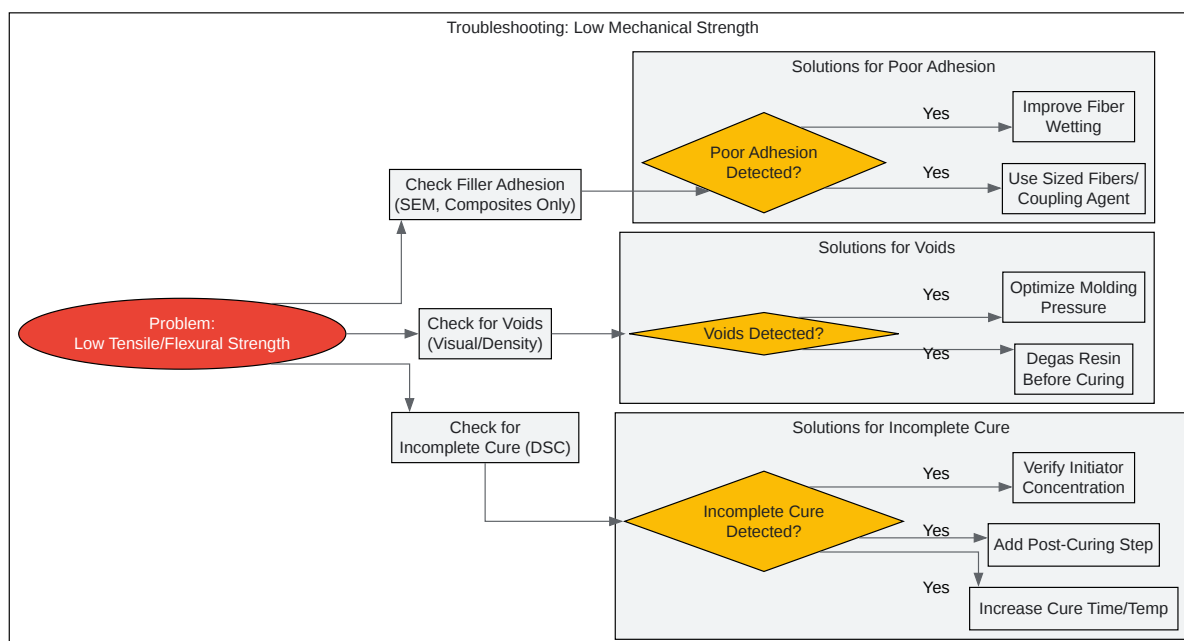 Troubleshooting: Low Mechanical Strength
Solutions for Poor Adhesion
Poor Adhesion
Detected?
Yes
Improve Fiber
Wetting
Yes
Use Sized Fibers/
Coupling Agent
Check Filler Adhesion
(SEM, Composites Only)
Problem:
Low Tensile/Flexural Strength
Check for Voids
(Visual/Density)
Solutions for Voids
Voids Detected?
Yes
Optimize Molding
Pressure
Yes
Degas Resin
Before Curing
Check for
Incomplete Cure (DSC)
Solutions for Incomplete Cure
Incomplete Cure
Detected?
Yes
Verify Initiator
Concentration
Yes
Add Post-Curing Step
Yes
Increase Cure Time/Temp